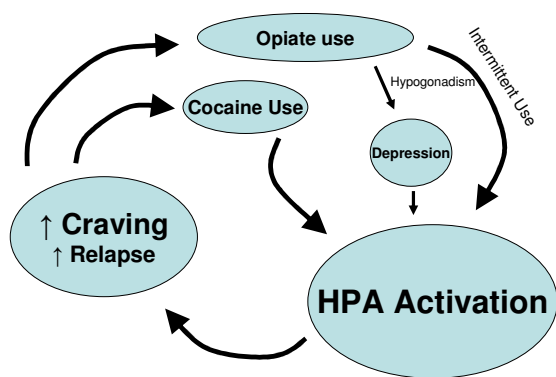 Opiate use
Intermittent Use
Hypogonadism
Cocaine Use
Depression
↑ Craving
↑ Relapse
HPA Activation